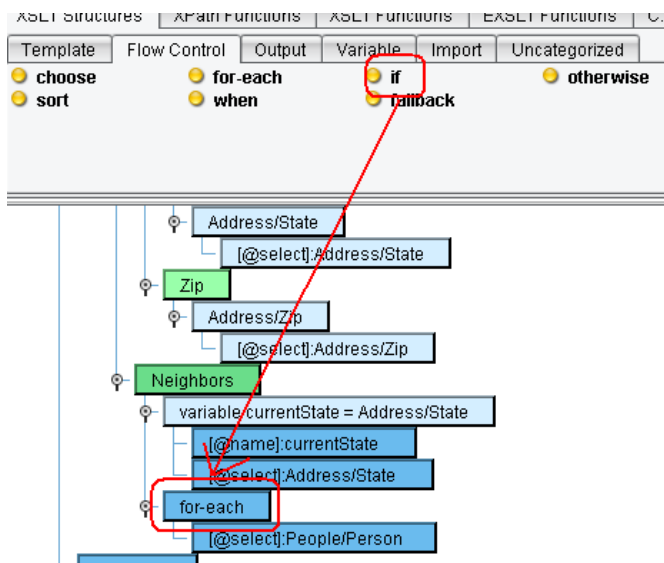 XSLT Structures XPath Functions XSLT Functions EXSLT Functions C:
Template Flow Control Output Variable Import Uncategorized
choose for-each if otherwise
sort when fallback
Address/State
[@select]:Address/State
Zip
Address/Zip
[@select]:Address/Zip
Neighbors
variable currentState = Address/State
[@name]:currentState
[@select]:Address/State
for-each
[@select]:People/Person